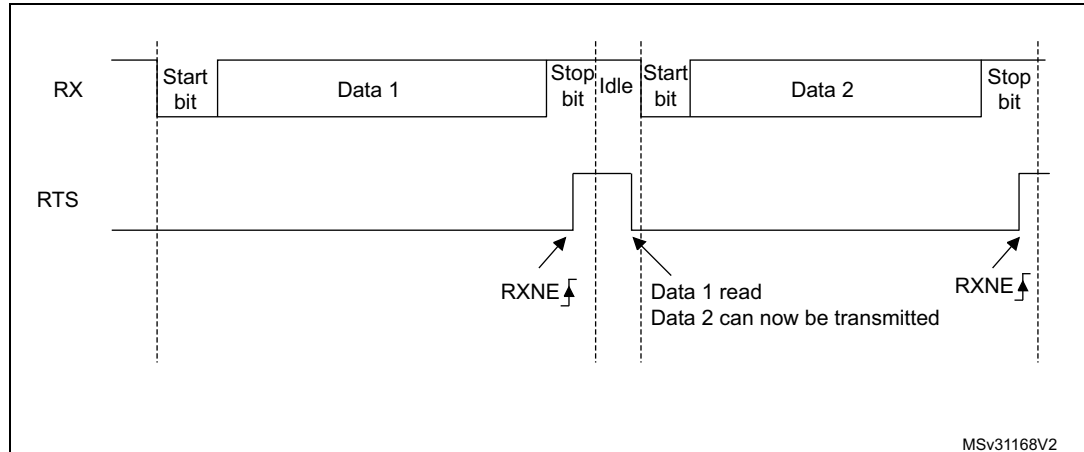 RX
Start
bit
Data 1
Stop
bit
Idle
Start
bit
Data 2
Stop
bit
RTS
RXNE
Data 1 read
Data 2 can now be transmitted
RXNE
MSv31168V2